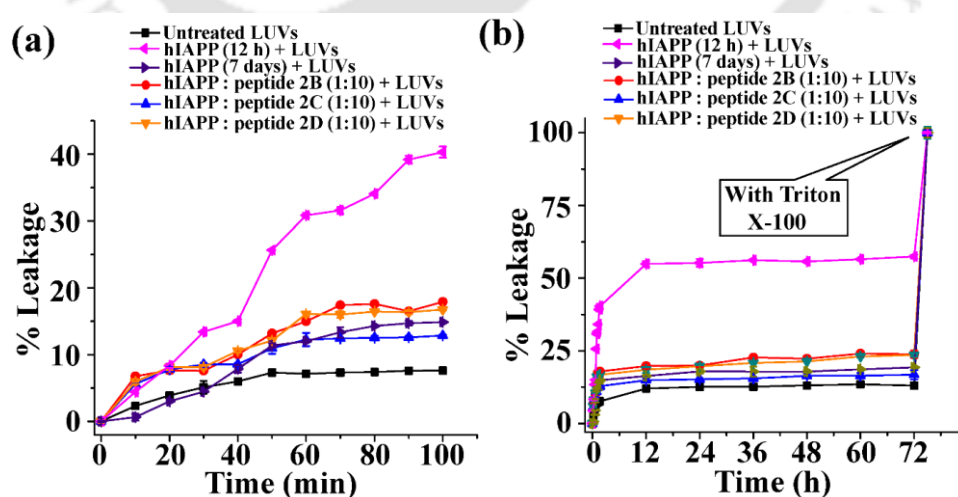 (a)
Untreated LUVs
hIAPP (12 h) + LUVs
hIAPP (7 days) + LUVs
hIAPP : peptide 2B (1:10) + LUVs
hIAPP : peptide 2C (1:10) + LUVs
hIAPP : peptide 2D (1:10) + LUVs
% Leakage
40
30
20
10
0
0 20 40 60 80 100
Time (min)
(b)
Untreated LUVs
hIAPP (12 h) + LUVs
hIAPP (7 days) + LUVs
hIAPP : peptide 2B (1:10) + LUVs
hIAPP : peptide 2C (1:10) + LUVs
hIAPP : peptide 2D (1:10) + LUVs
% Leakage
100
75
50
25
0
With Triton
X-100
0 12 24 36 48 60 72
Time (h)